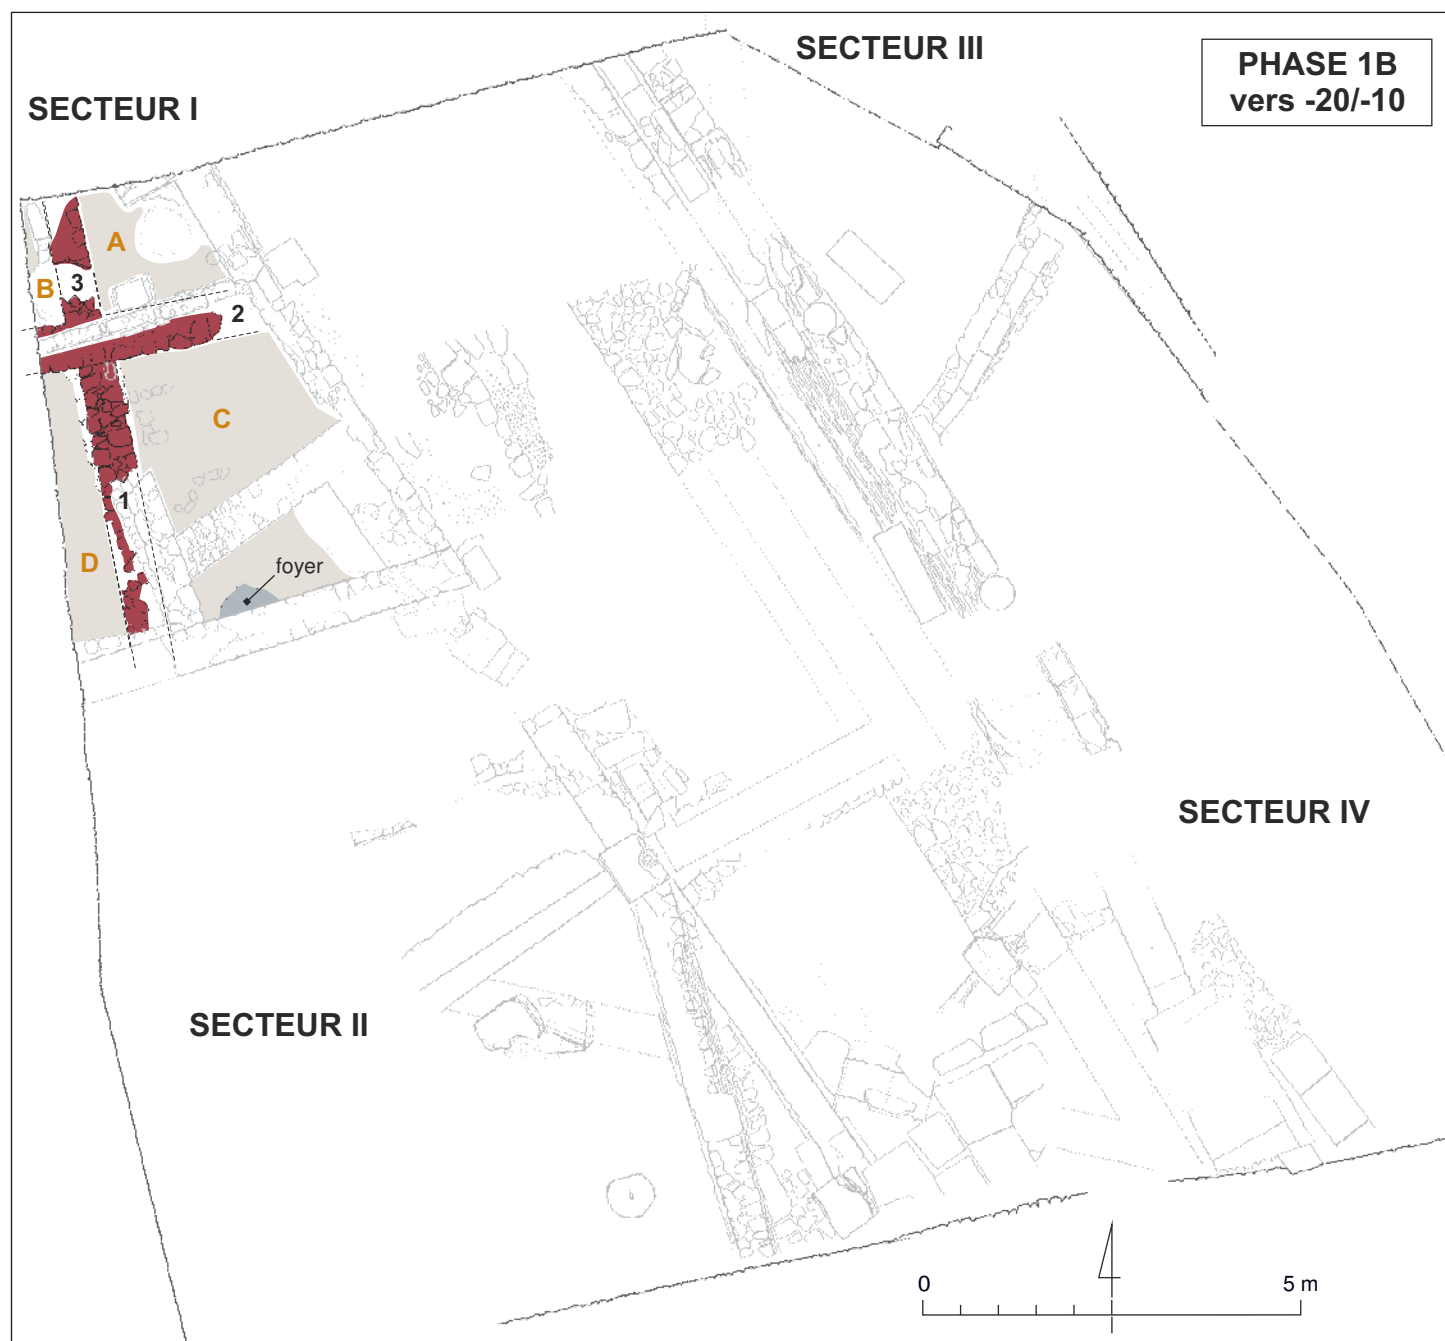 SECTEUR III
PHASE 1B
vers -20/-10
SECTEUR I
A
B
3
2
C
1
D
foyer
SECTEUR IV
SECTEUR II
0
5 m